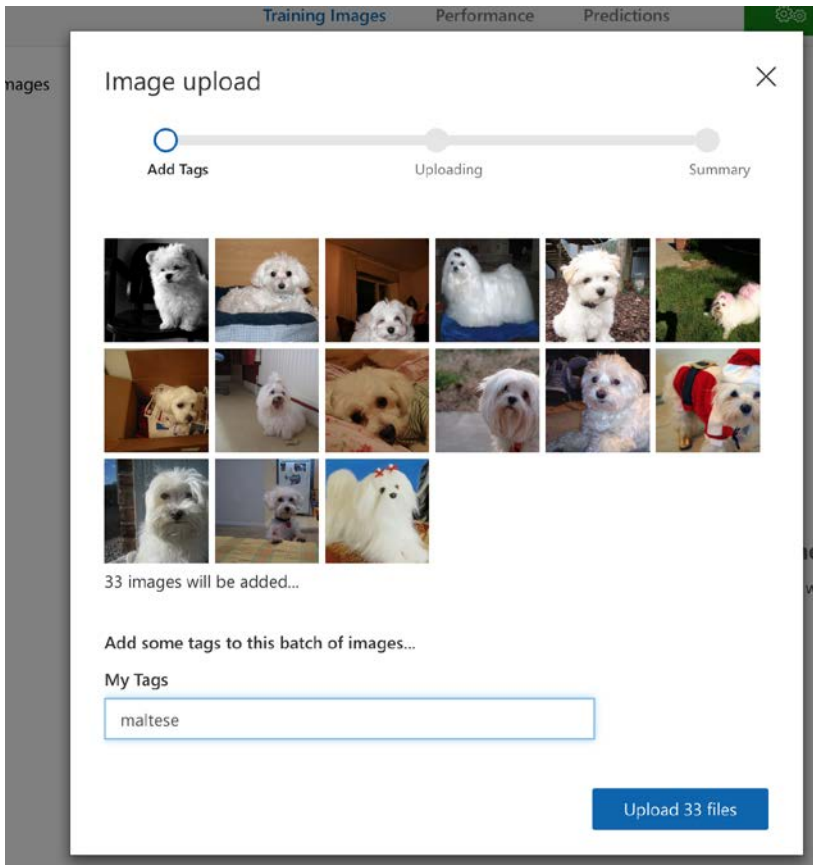 Training Images Performance Predictions
mages
Image upload
Add Tags Uploading Summary
33 images will be added...
Add some tags to this batch of images...
My Tags
maltese
Upload 33 files